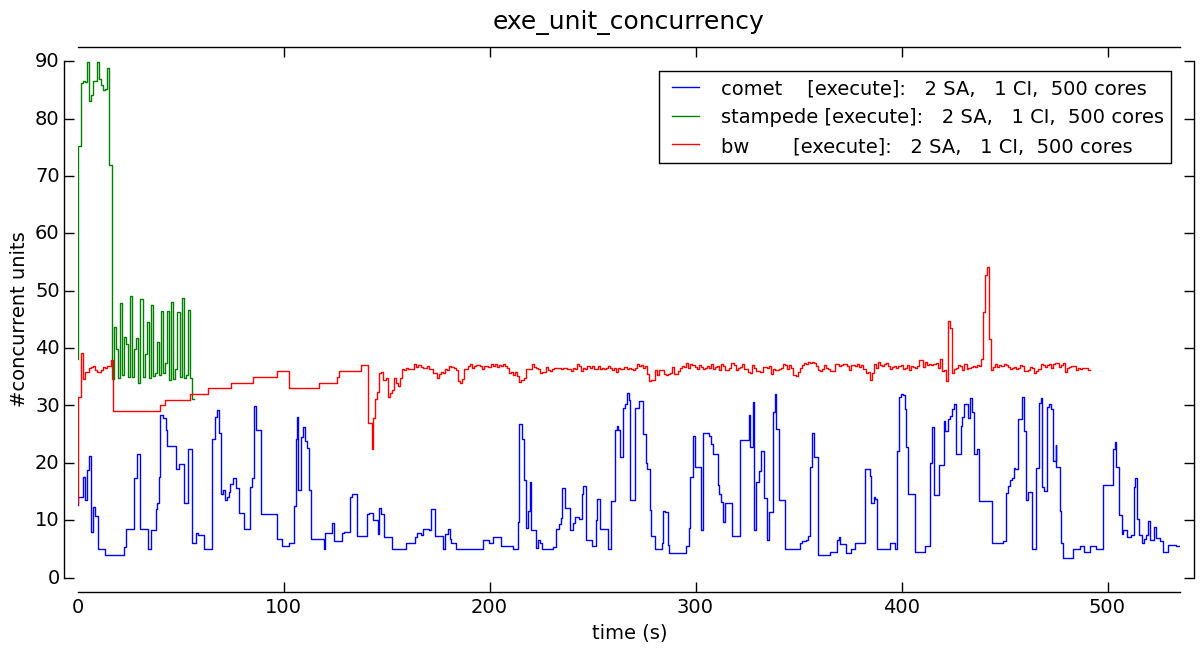 exe_unit_concurrency
90
80
70
60
50
40
30
20
10
0
#concurrent units
comet [execute]: 2 SA, 1 CI, 500 cores
stampede [execute]: 2 SA, 1 CI, 500 cores
bw [execute]: 2 SA, 1 CI, 500 cores
0 100 200 300 400 500
time (s)